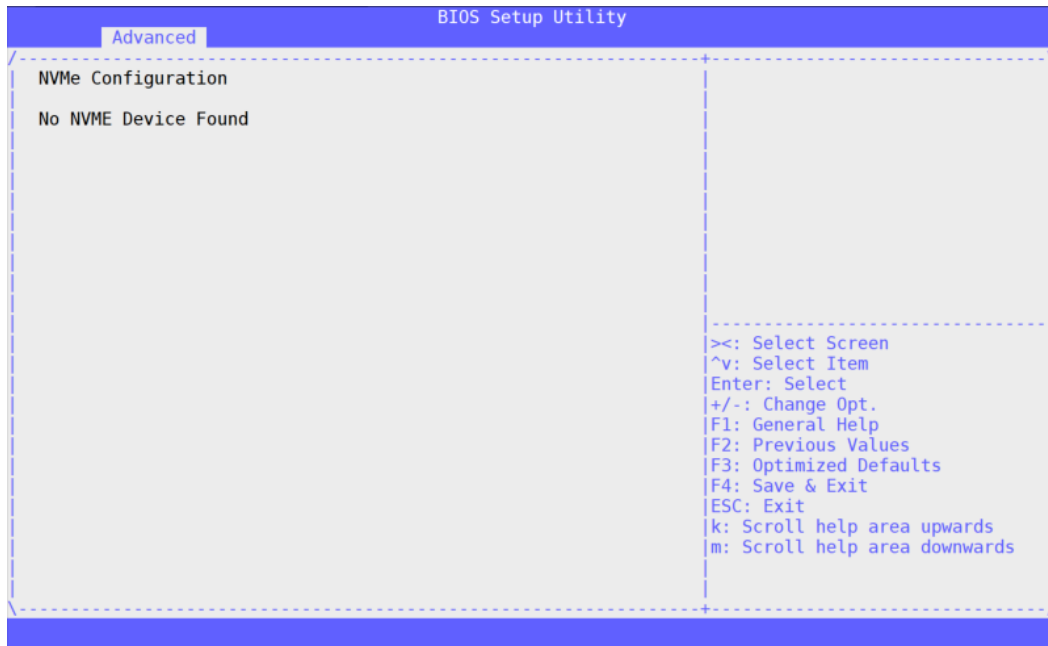 BIOS Setup Utility
Advanced
NVMe Configuration
No NVME Device Found
><: Select Screen
^v: Select Item
Enter: Select
+/-: Change Opt.
F1: General Help
F2: Previous Values
F3: Optimized Defaults
F4: Save & Exit
ESC: Exit
k: Scroll help area upwards
m: Scroll help area downwards